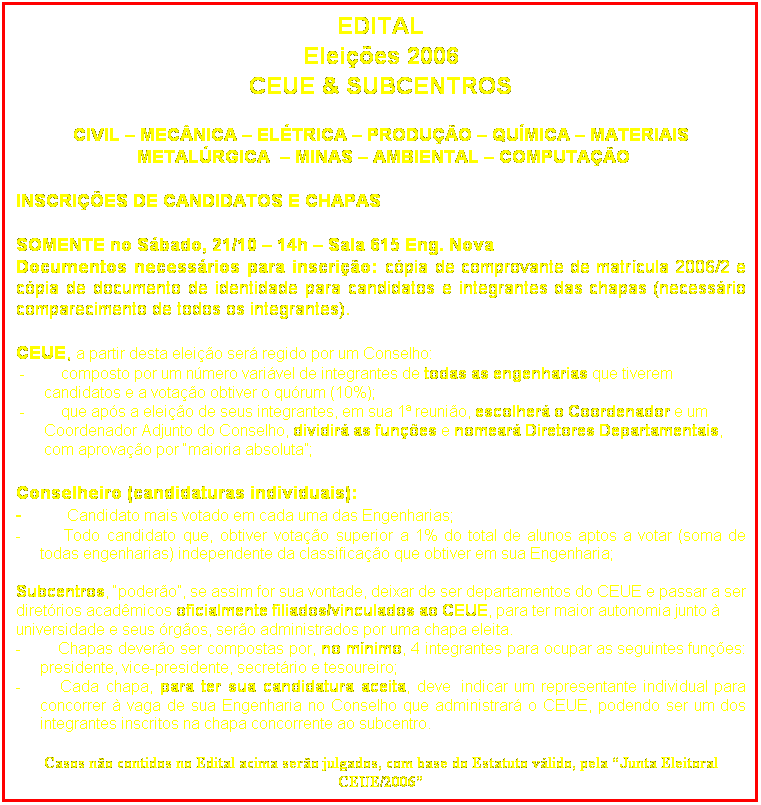 EDITAL
Eleições 2006
CEUE & SUBCENTROS
CIVIL – MECÂNICA – ELÉTRICA – PRODUÇÃO – QUÍMICA – MATERIAIS
METALÚRGICA – MINAS – AMBIENTAL – COMPUTAÇÃO
INSCRIÇÕES DE CANDIDATOS E CHAPAS
SOMENTE no Sábado, 21/10 – 14h – Sala 815 Eng. Nova
Documentos necessários para inscrição: cópia do comprovante de matrícula 2006/2 e
cópia de documento de identidade para candidatos e integrantes das chapas (necessário
comparecimento de todos os integrantes).
CEUE, a partir desta eleição será regido por um Conselho:
- composto por um número variável de integrantes de todas as engenharias que tiverem
candidatos e a votação obtiver o quórum (10%);
- que após a eleição de seus integrantes, em sua 1ª reunião, escolherá o Coordenador e um
Coordenador Adjunto do Conselho, dividirá as funções e nomeará Diretores Departamentais,
com aprovação por "maioria absoluta";
Conselheiro (candidaturas individuais):
- Candidato mais votado em cada uma das Engenharias;
- Todo candidato que, obtiver votação superior a 1% do total de alunos aptos a votar (soma de
todas engenharias) independente da classificação que obtiver em sua Engenharia;
Subcentros, "poderão", se assim for sua vontade, deixar de ser departamentos do CEUE e passar a ser
diretórios acadêmicos oficialmente filiados/vinculados ao CEUE, para ter maior autonomia junto à
universidade e seus órgãos, serão administrados por uma chapa eleita.
- Chapas deverão ser compostas por, no mínimo, 4 integrantes para ocupar as seguintes funções:
presidente, vice-presidente, secretário e tesoureiro;
- Cada chapa, para ter sua candidatura aceita, deve indicar um representante individual para
concorrer à vaga de sua Engenharia no Conselho que administrará o CEUE, podendo ser um dos
integrantes inscritos na chapa concorrente ao subcentro.
Casos não contidos no Edital acima serão julgados, com base do Estatuto válido, pela "Junta Eleitoral
CEUE/2006"